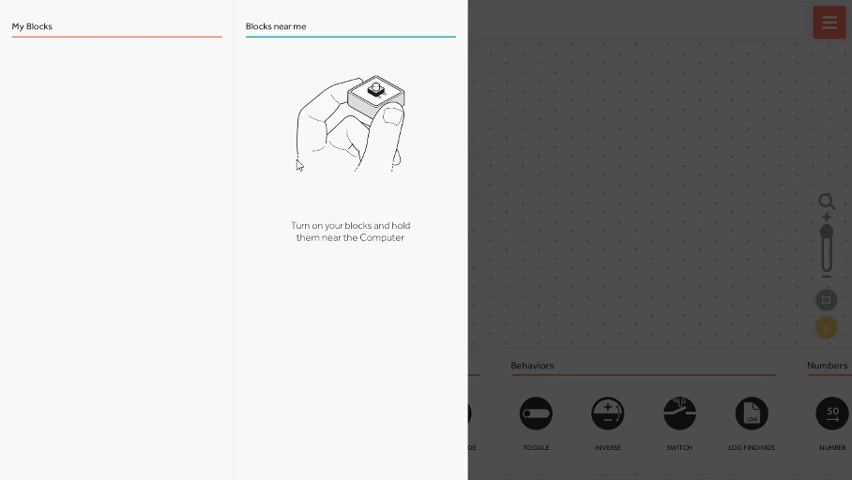 My Blocks
Blocks near me
Turn on your blocks and hold
them near the Computer
Behaviors
Numbers
TOGGLE
INVERSE
SWITCH
LOG FINDINGS
NUMBER
LOG
50